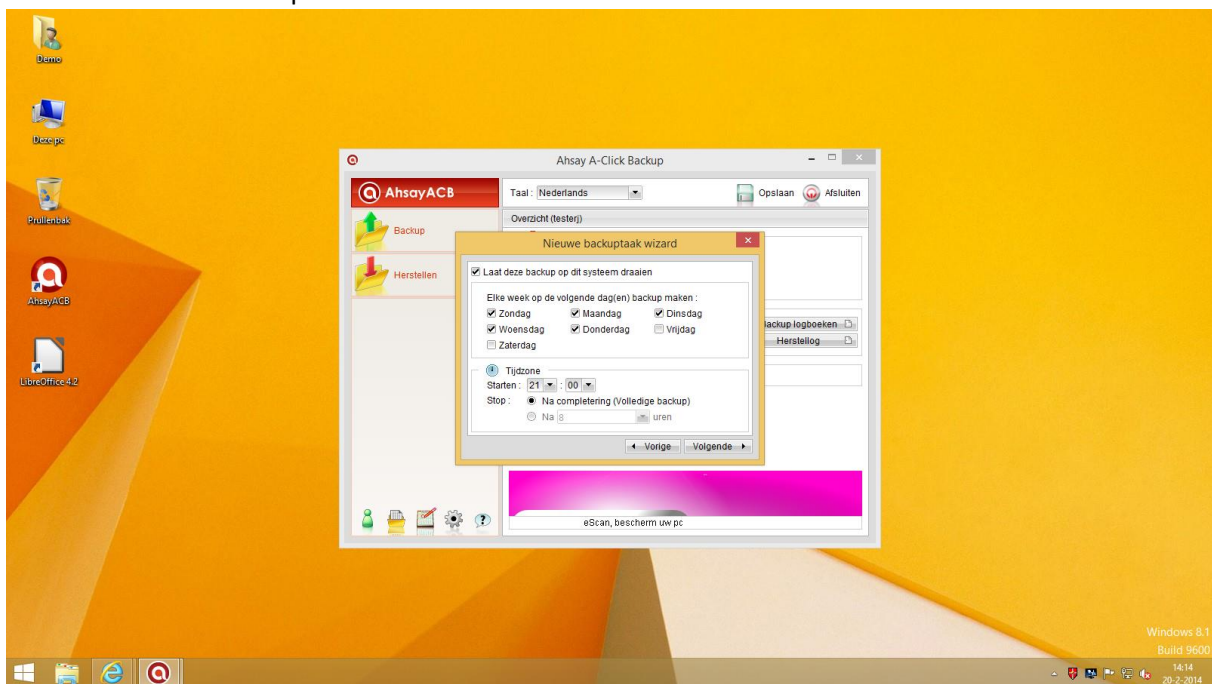 Demo
Deze pc
Prullenbak
AhsayACB
LibreOffice 4.2
Ahsay A-Click Backup
AhsayACB
Taal : Nederlands
Opslaan
Afsluiten
Backup
Herstellen
Overzicht (testerj)
Backup logboeken
Herstellog
Nieuwe backuptaak wizard
Laat deze backup op dit systeem draaien
Elke week op de volgende dag(en) backup maken :
Zondag Maandag Dinsdag
Woensdag Donderdag Vrijdag
Zaterdag
Tijdzone
Starten : 21 : 00
Stop : Na completering (Volledige backup)
Na 8 uren
Vorige Volgende
eScan, bescherm uw pc
Windows 8.1
Build 9600
14:14
20-2-2014